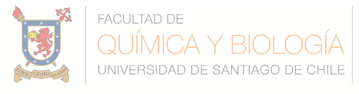 FACULTAD DE
QUÍMICA Y BIOLOGÍA
UNIVERSIDAD DE SANTIAGO DE CHILE